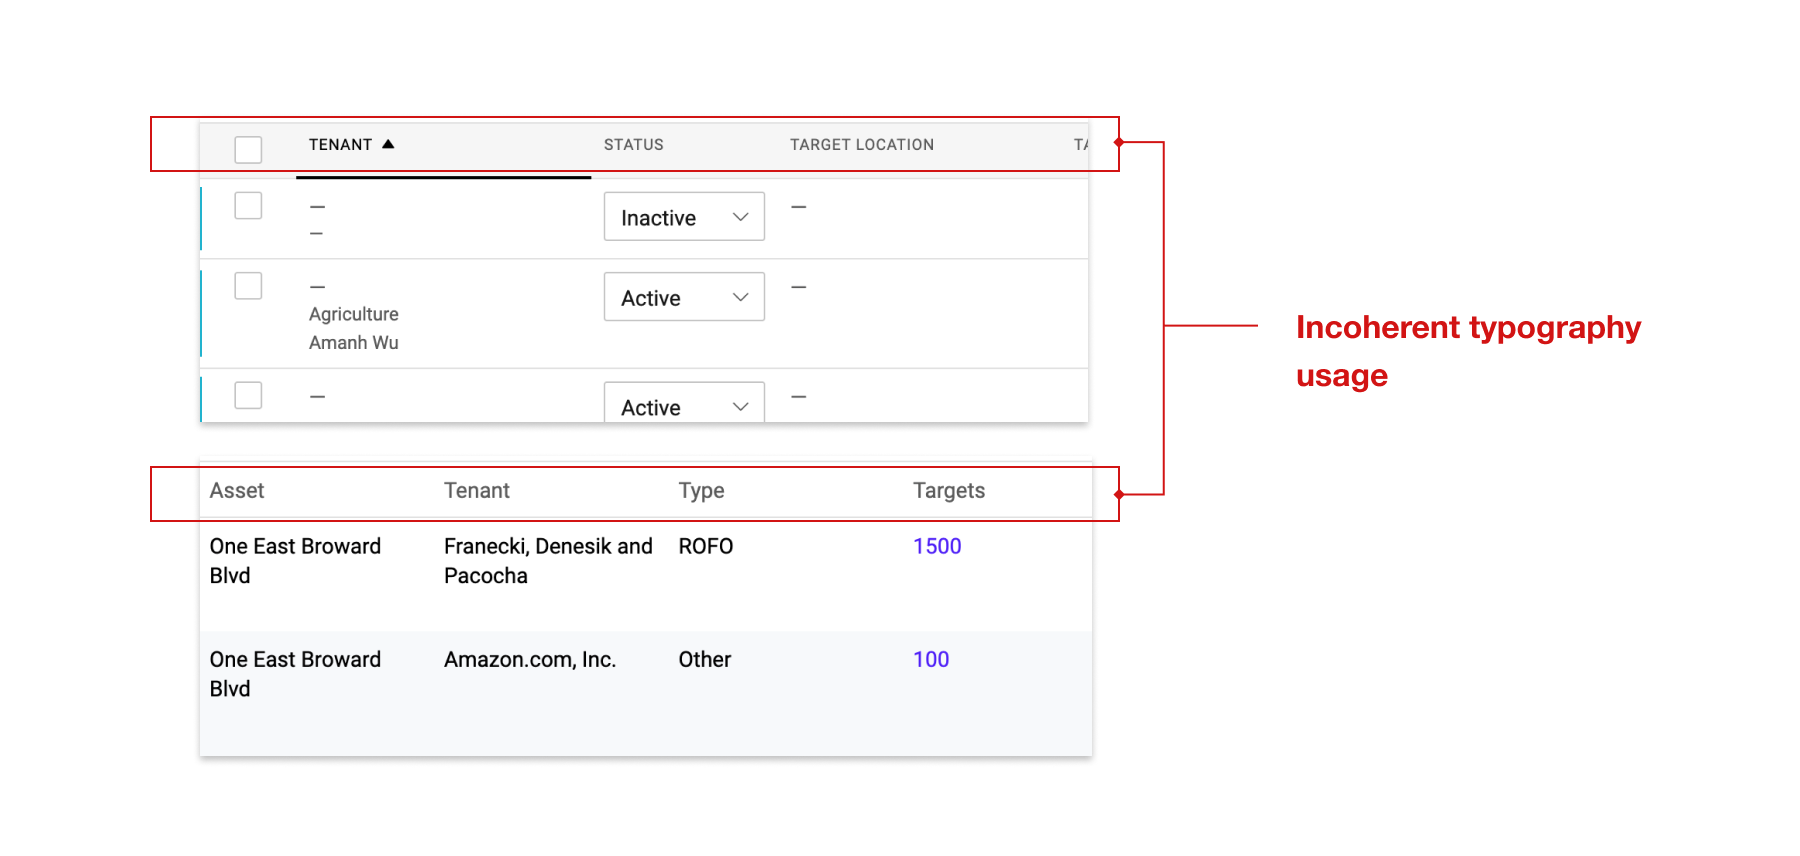 TENANT ▲ STATUS TARGET LOCATION TA
— Inactive —
—
— Active —
Agriculture
Amanh Wu
— Active —
Incoherent typography
usage
Asset Tenant Type Targets
One East Broward Franecki, Denesik and ROFO 1500
Blvd Pacocha
One East Broward Amazon.com, Inc. Other 100
Blvd